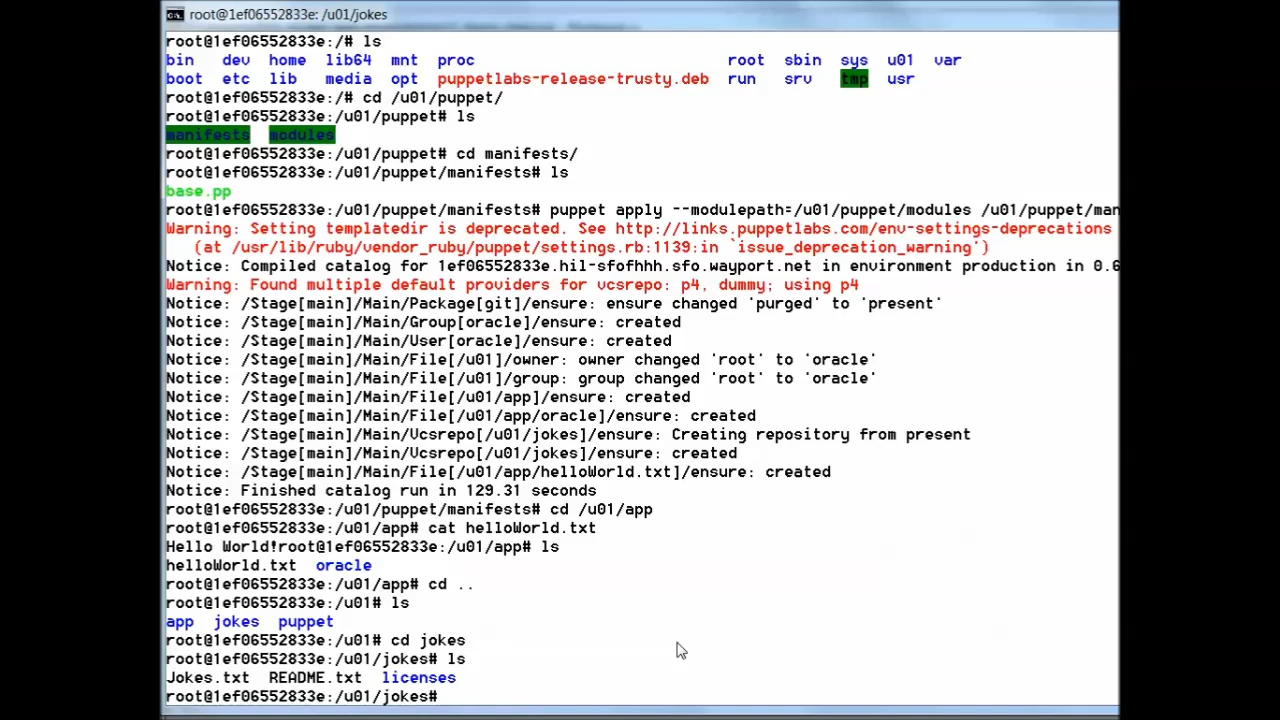 root@1ef06552833e: /u01/jokes
root@1ef06552833e:/# ls
bin dev home lib64 mnt proc root sbin sys u01 var
boot etc lib media opt puppetlabs-release-trusty.deb run srv tmp usr
root@1ef06552833e:/# cd /u01/puppet/
root@1ef06552833e:/u01/puppet# ls
manifests modules
root@1ef06552833e:/u01/puppet# cd manifests/
root@1ef06552833e:/u01/puppet/manifests# ls
base.pp
root@1ef06552833e:/u01/puppet/manifests# puppet apply --modulepath=/u01/puppet/modules /u01/puppet/man
Warning: Setting templatedir is deprecated. See http://links.puppetlabs.com/env-settings-deprecations
(at /usr/lib/ruby/vendor_ruby/puppet/settings.rb:1139:in `issue_deprecation_warning')
Notice: Compiled catalog for 1ef06552833e.hil-sfofhhh.sfo.wayport.net in environment production in 0.6
Warning: Found multiple default providers for vcsrepo: p4, dummy; using p4
Notice: /Stage[main]/Main/Package[git]/ensure: ensure changed 'purged' to 'present'
Notice: /Stage[main]/Main/Group[oracle]/ensure: created
Notice: /Stage[main]/Main/User[oracle]/ensure: created
Notice: /Stage[main]/Main/File[/u01]/owner: owner changed 'root' to 'oracle'
Notice: /Stage[main]/Main/File[/u01]/group: group changed 'root' to 'oracle'
Notice: /Stage[main]/Main/File[/u01/app]/ensure: created
Notice: /Stage[main]/Main/File[/u01/app/oracle]/ensure: created
Notice: /Stage[main]/Main/Vcsrepo[/u01/jokes]/ensure: Creating repository from present
Notice: /Stage[main]/Main/Vcsrepo[/u01/jokes]/ensure: created
Notice: /Stage[main]/Main/File[/u01/app/helloWorld.txt]/ensure: created
Notice: Finished catalog run in 129.31 seconds
root@1ef06552833e:/u01/puppet/manifests# cd /u01/app
root@1ef06552833e:/u01/app# cat helloWorld.txt
Hello World!root@1ef06552833e:/u01/app# ls
helloWorld.txt oracle
root@1ef06552833e:/u01/app# cd ..
root@1ef06552833e:/u01# ls
app jokes puppet
root@1ef06552833e:/u01# cd jokes
root@1ef06552833e:/u01/jokes# ls
Jokes.txt README.txt licenses
root@1ef06552833e:/u01/jokes#